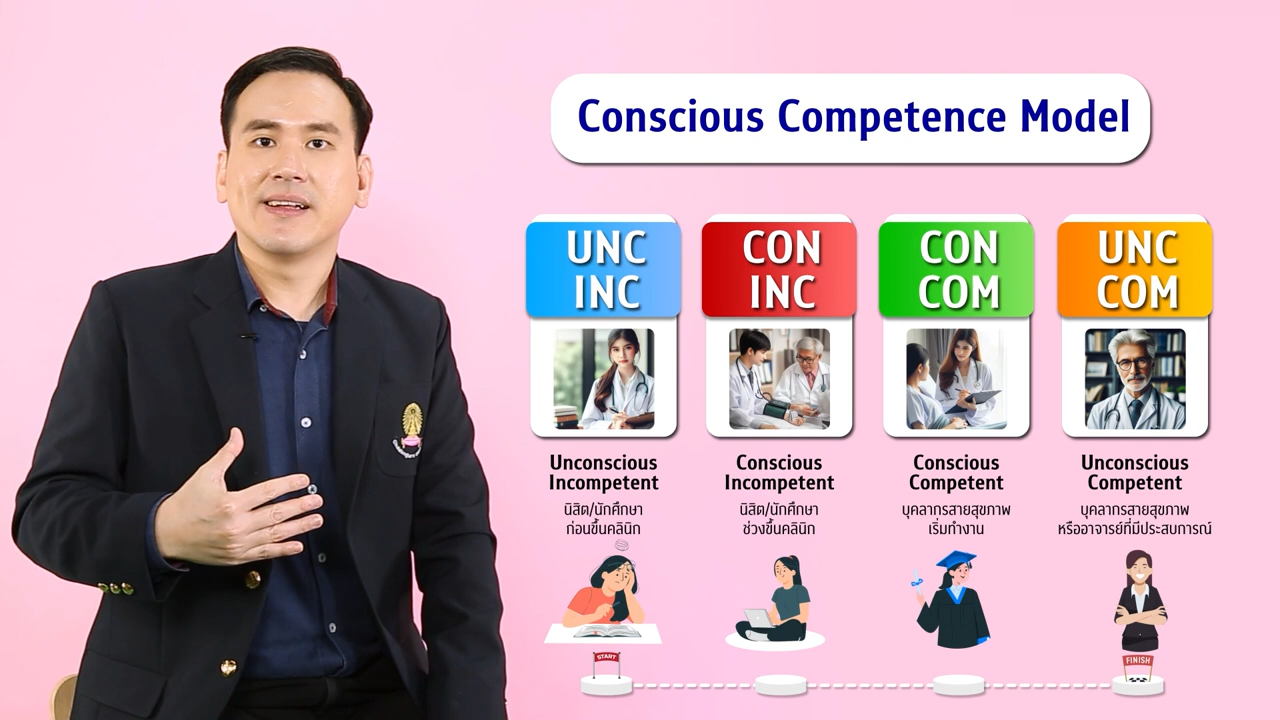 Conscious Competence Model
UNC
INC
CON
INC
CON
COM
UNC
COM
Unconscious
Incompetent
นิสิต/นักศึกษา
ก่อนขึ้นคลินิก
Conscious
Incompetent
นิสิต/นักศึกษา
ช่วงขึ้นคลินิก
Conscious
Competent
บุคลากรสายสุขภาพ
เริ่มทำงาน
Unconscious
Competent
บุคลากรสายสุขภาพ
หรืออาจารย์ที่มีประสบการณ์
START
FINISH